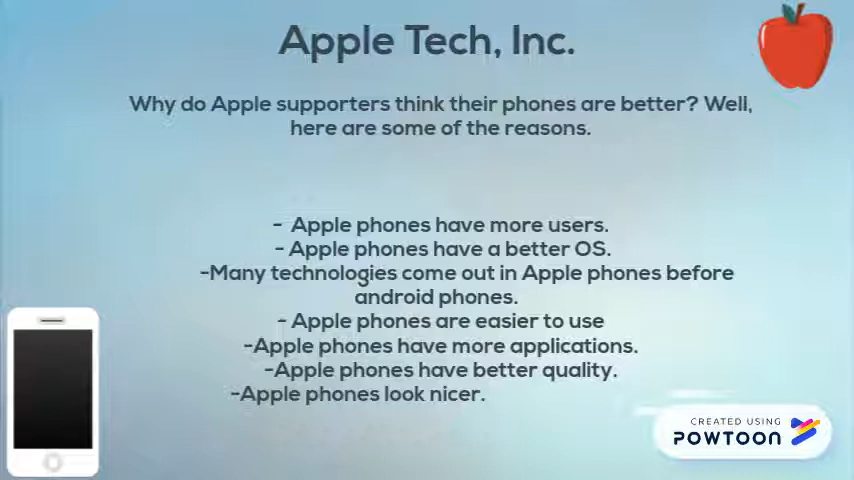 Apple Tech, Inc.
Why do Apple supporters think their phones are better? Well,
here are some of the reasons.
- Apple phones have more users.
- Apple phones have a better OS.
-Many technologies come out in Apple phones before
android phones.
- Apple phones are easier to use
-Apple phones have more applications.
-Apple phones have better quality.
-Apple phones look nicer.
CREATED USING
POWTOON